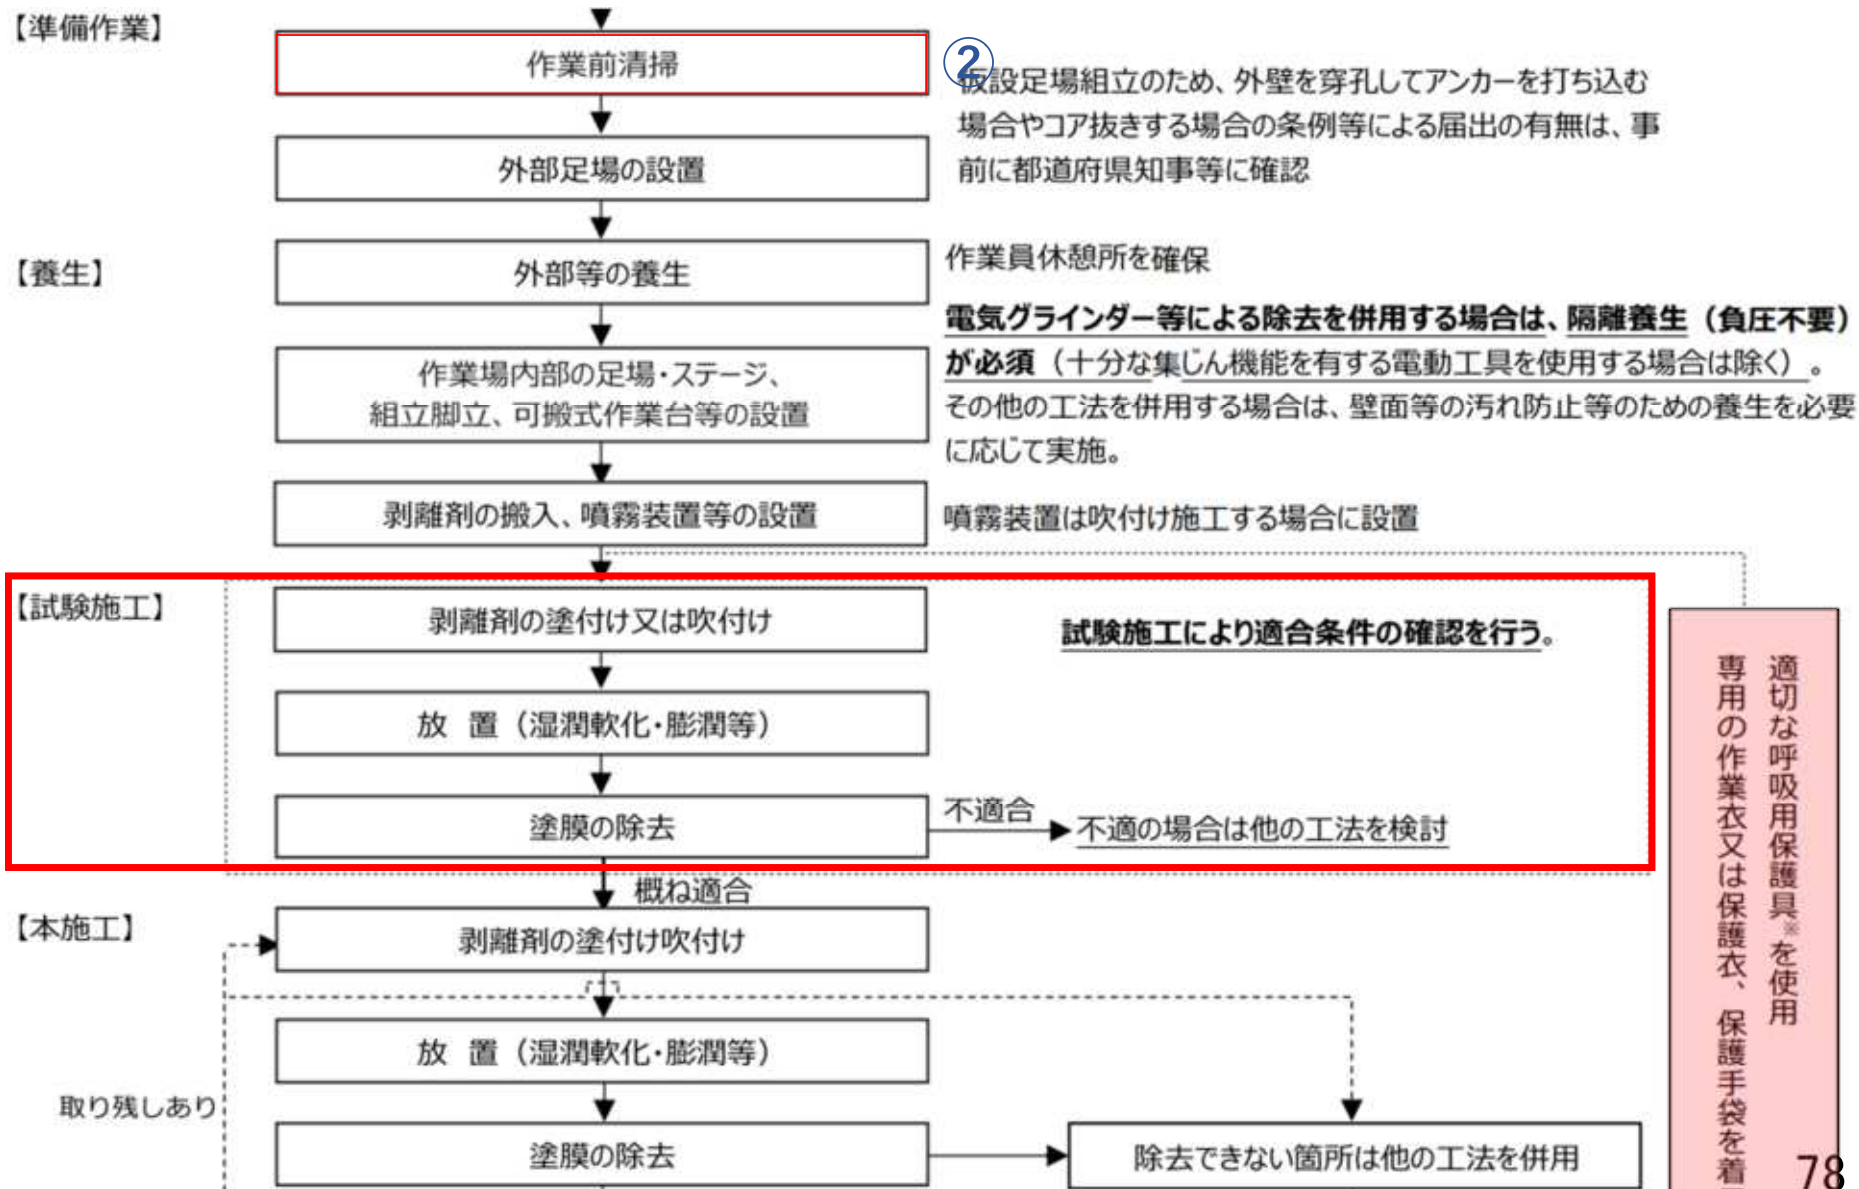 【準備作業】
作業前清掃
②
仮設足場組立のため、外壁を穿孔してアンカーを打ち込む
場合やコア抜きする場合の条例等による届出の有無は、事
前に都道府県知事等に確認
外部足場の設置
【養生】
外部等の養生
作業員休憩所を確保
電気グラインダー等による除去を併用する場合は、隔離養生（負圧不要）
が必須（十分な集じん機能を有する電動工具を使用する場合は除く）。
その他の工法を併用する場合は、壁面等の汚れ防止等のための養生を必要
に応じて実施。
作業場内部の足場・ステージ、
組立脚立、可搬式作業台等の設置
剥離剤の搬入、噴霧装置等の設置
噴霧装置は吹付け施工する場合に設置
【試験施工】
剥離剤の塗付け又は吹付け
試験施工により適合条件の確認を行う。
放 置（湿潤軟化・膨潤等）
塗膜の除去
不適合
不適の場合は他の工法を検討
概ね適合
【本施工】
剥離剤の塗付け吹付け
放 置（湿潤軟化・膨潤等）
取り残しあり
塗膜の除去
除去できない箇所は他の工法を併用
適切な呼吸用保護具※を使用
専用の作業衣又は保護衣、保護手袋を着
78